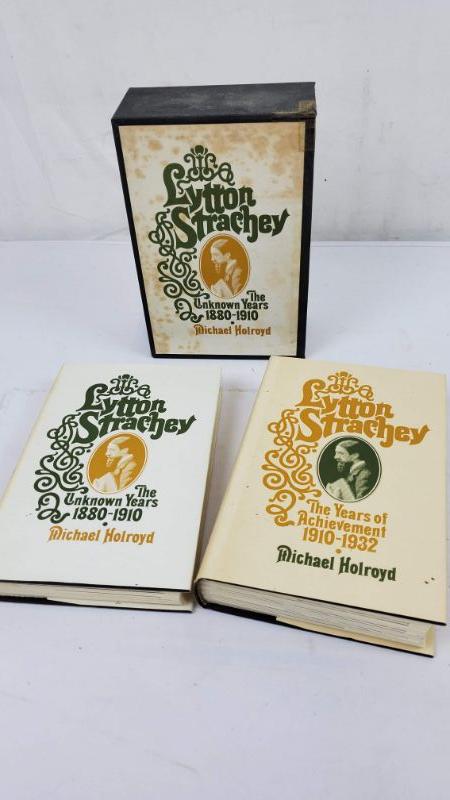 Lytton
Strachey
The
Unknown Years
1880-1910
Michael Holroyd
Lytton
Strachey
The
Unknown Years
1880-1910
Michael Holroyd
Lytton
Strachey
The Years of
Achievement
1910-1932
Michael Holroyd